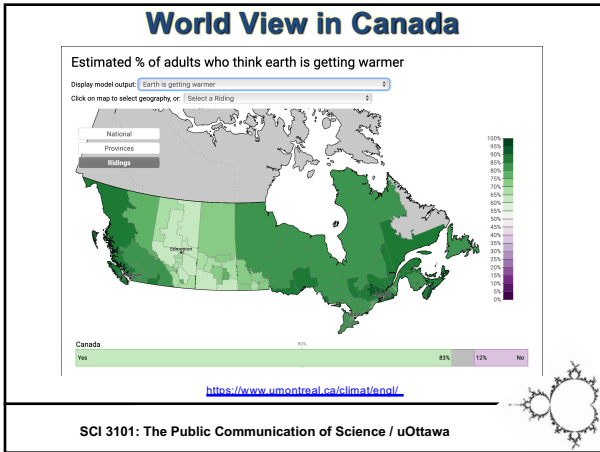 World View in Canada
Estimated % of adults who think earth is getting warmer
Display model output: Earth is getting warmer
Click on map to select geography, or: Select a Riding
National
Provinces
Ridings
Edmonton
100%
95%
90%
85%
80%
75%
70%
65%
60%
55%
50%
45%
40%
35%
30%
25%
20%
15%
10%
5%
0%
Canada
Yes 83% 12% No
https://www.umontreal.ca/climat/engl/
SCI 3101: The Public Communication of Science / uOttawa